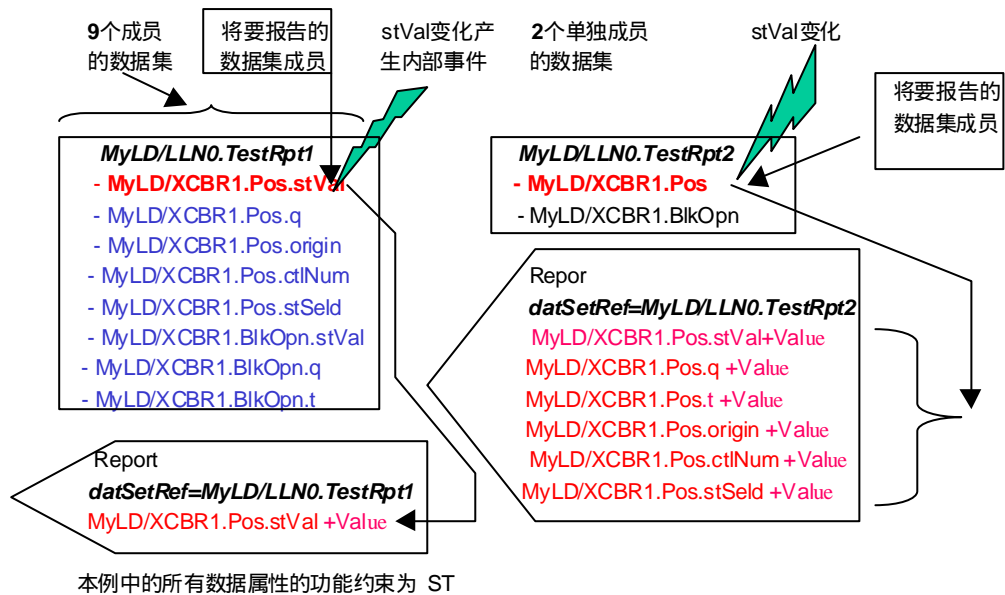 9个成员
的数据集
将要报告的
数据集成员
stVal变化产
生内部事件
2个单独成员
的数据集
stVal变化
将要报告的
数据集成员
MyLD/LLN0.TestRpt1
- MyLD/XCBR1.Pos.stVal
- MyLD/XCBR1.Pos.q
- MyLD/XCBR1.Pos.origin
- MyLD/XCBR1.Pos.ctlNum
- MyLD/XCBR1.Pos.stSeld
- MyLD/XCBR1.BlkOpn.stVal
- MyLD/XCBR1.BlkOpn.q
- MyLD/XCBR1.BlkOpn.t
MyLD/LLN0.TestRpt2
- MyLD/XCBR1.Pos
- MyLD/XCBR1.BlkOpn
Repor
datSetRef=MyLD/LLN0.TestRpt2
MyLD/XCBR1.Pos.stVal+Value
MyLD/XCBR1.Pos.q +Value
MyLD/XCBR1.Pos.t +Value
MyLD/XCBR1.Pos.origin +Value
MyLD/XCBR1.Pos.ctlNum +Value
MyLD/XCBR1.Pos.stSeld +Value
Report
datSetRef=MyLD/LLN0.TestRpt1
MyLD/XCBR1.Pos.stVal +Value
本例中的所有数据属性的功能约束为 ST